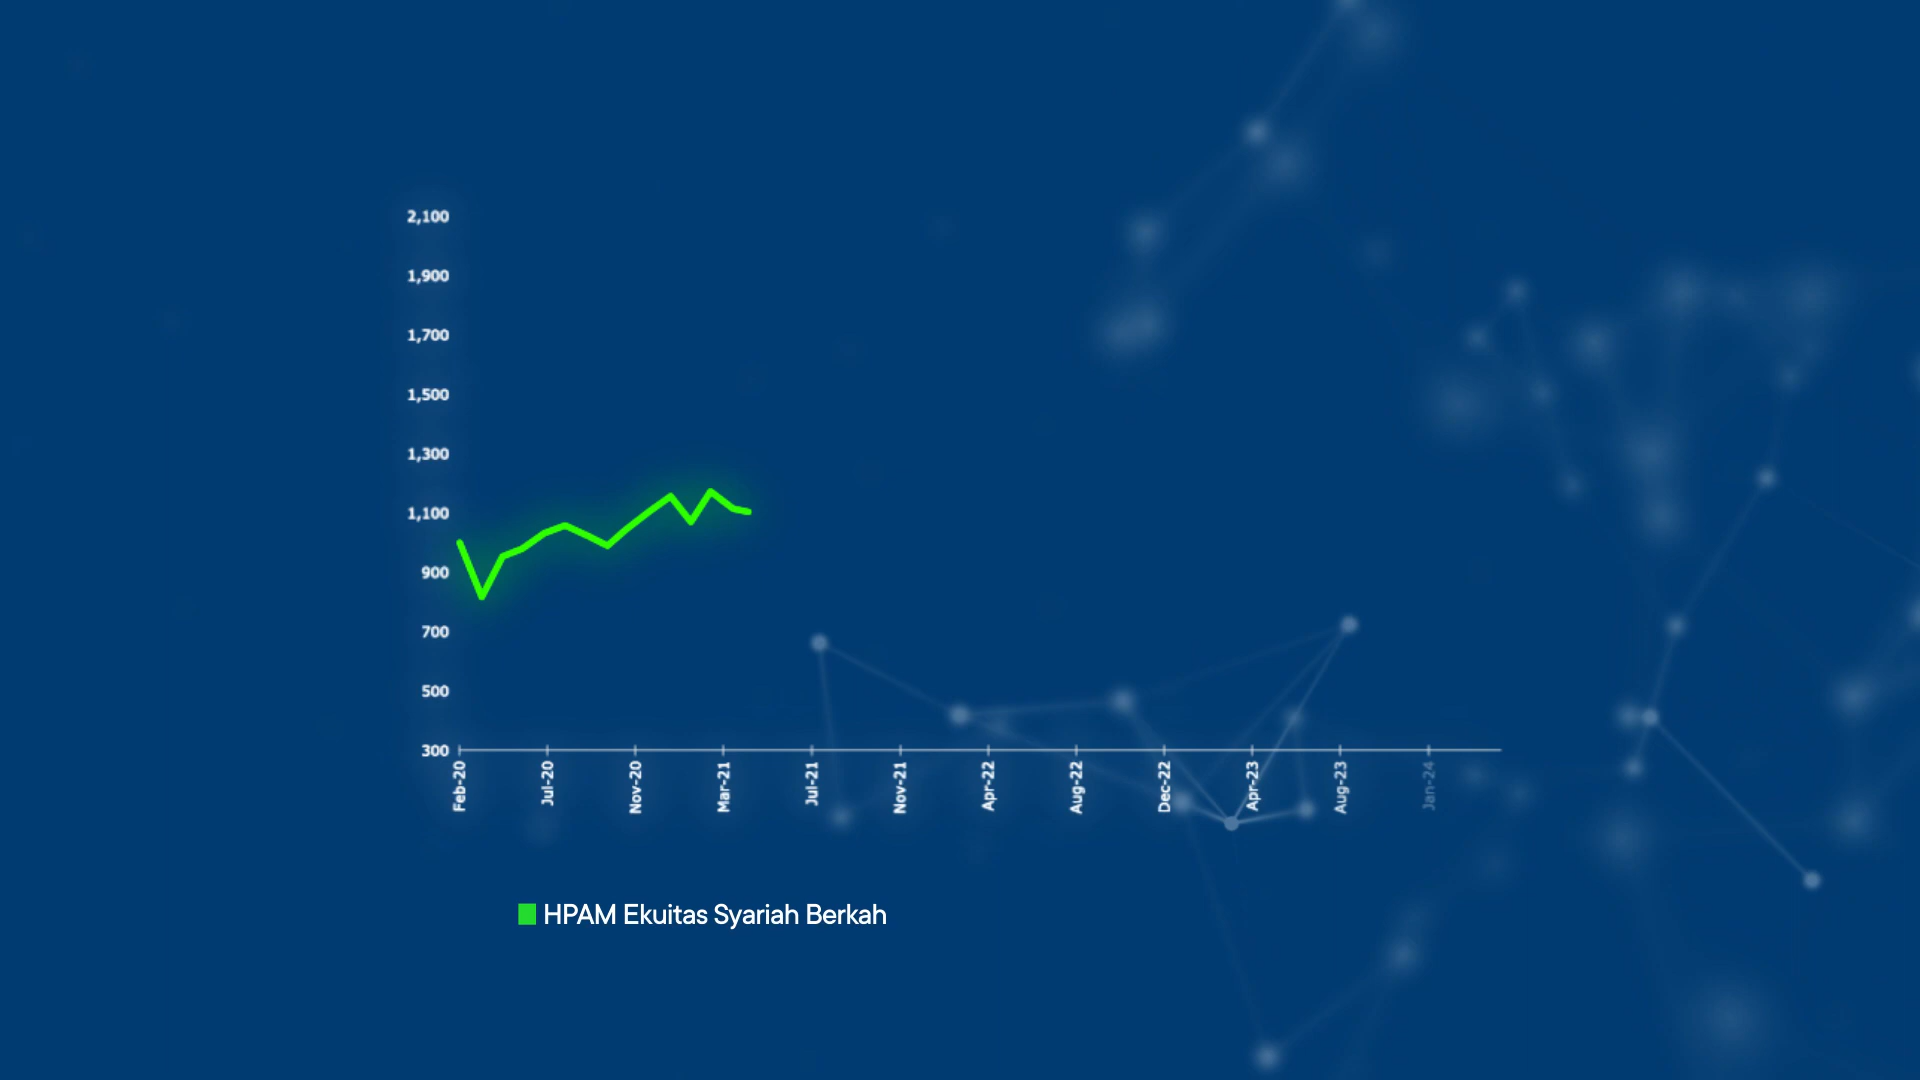 2,100
1,900
1,700
1,500
1,300
1,100
900
700
500
300
Feb-20
Jul-20
Nov-20
Mar-21
Jul-21
Nov-21
Apr-22
Aug-22
Dec-22
Apr-23
Aug-23
Jan-24
HPAM Ekuitas Syariah Berkah